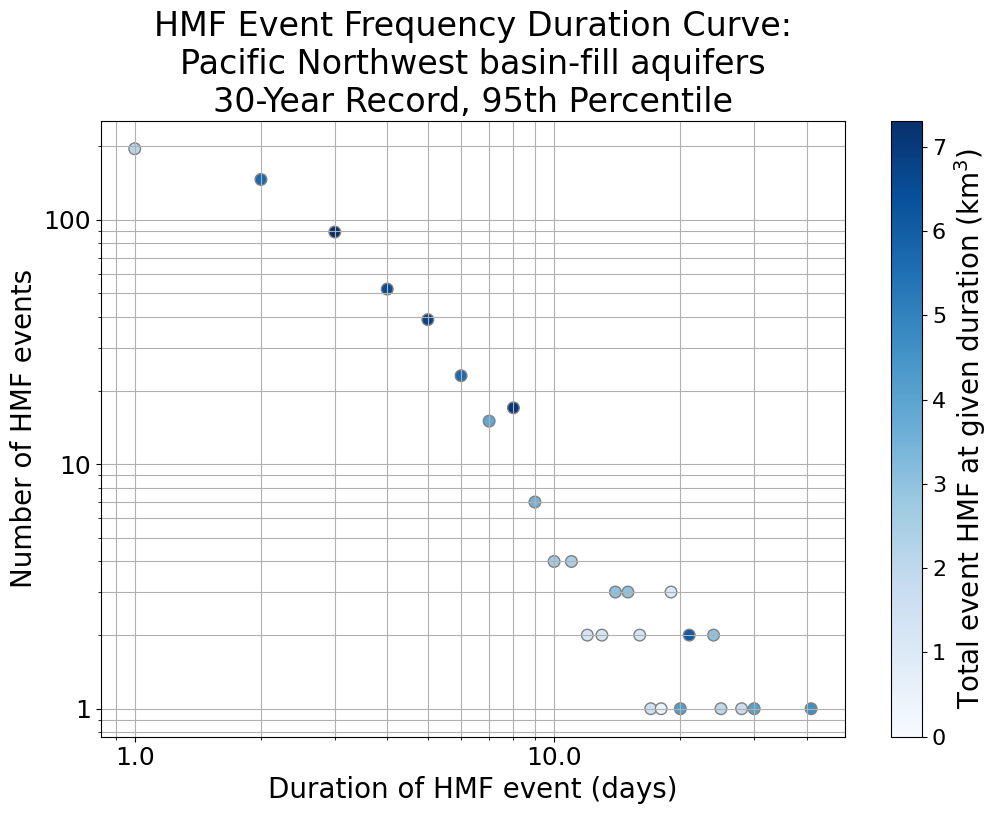 HMF Event Frequency Duration Curve:
Pacific Northwest basin-fill aquifers
30-Year Record, 95th Percentile
Number of HMF events
100
10
1
1.0
10.0
Duration of HMF event (days)
7
6
5
4
3
2
1
0
Total event HMF at given duration (km³)